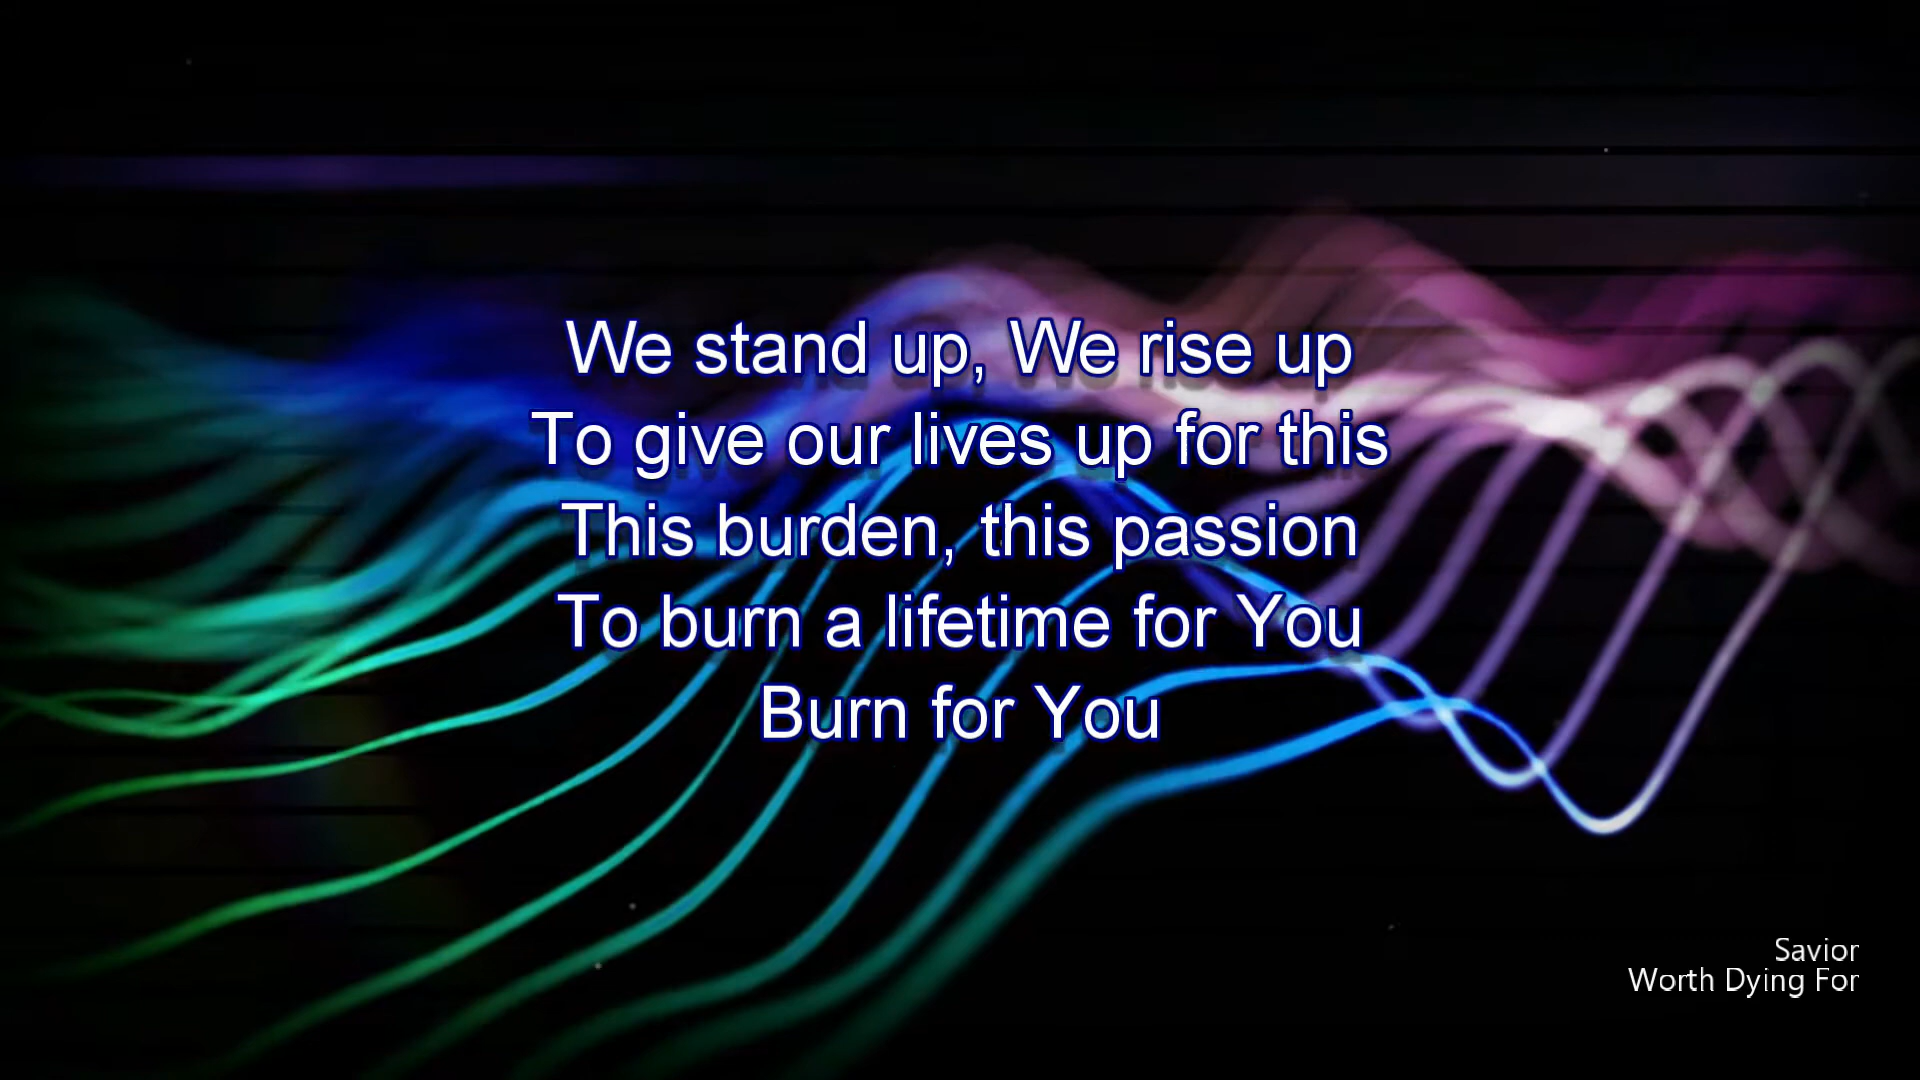 We stand up, We rise up
To give our lives up for this
This burden, this passion
To burn a lifetime for You
Burn for You
Savior
Worth Dying For